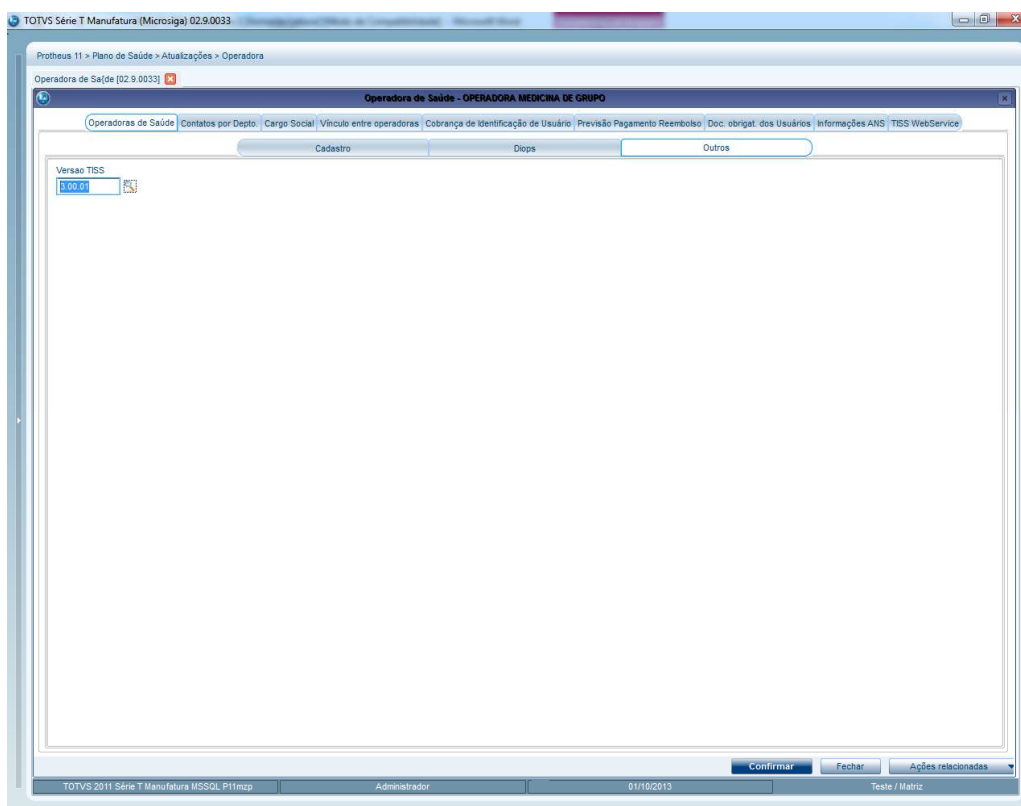 TOTVS Série T Manufatura (Microsiga) 02.9.0033
Protheus 11 > Plano de Saúde > Atualizações > Operadora
Operadora de Sa(de [02.9.0033]
Operadora de Saúde - OPERADORA MEDICINA DE GRUPO
Operadoras de Saúde Contatos por Depto. Cargo Social Vínculo entre operadoras Cobrança de Identificação de Usuário Previsão Pagamento Reembolso Doc. obrigat. dos Usuários Informações ANS TISS WebService
Cadastro Diops Outros
Versao TISS
3.00.01
Confirmar Fechar Ações relacionadas
TOTVS 2011 Série T Manufatura MSSQL P11mzp Administrador 01/10/2013 Teste / Matriz